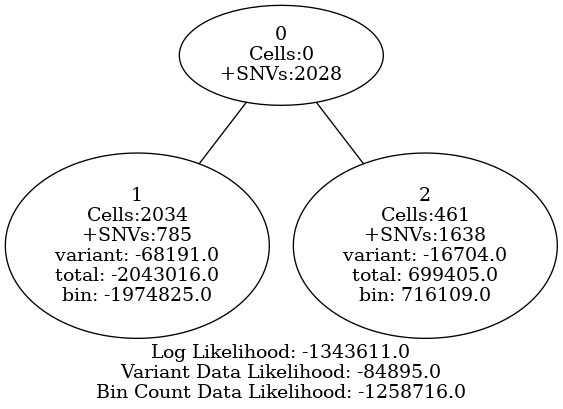 0
Cells:0
+SNVs:2028
1
Cells:2034
+SNVs:785
variant: -68191.0
total: -2043016.0
bin: -1974825.0
2
Cells:461
+SNVs:1638
variant: -16704.0
total: 699405.0
bin: 716109.0
Log Likelihood: -1343611.0
Variant Data Likelihood: -84895.0
Bin Count Data Likelihood: -1258716.0